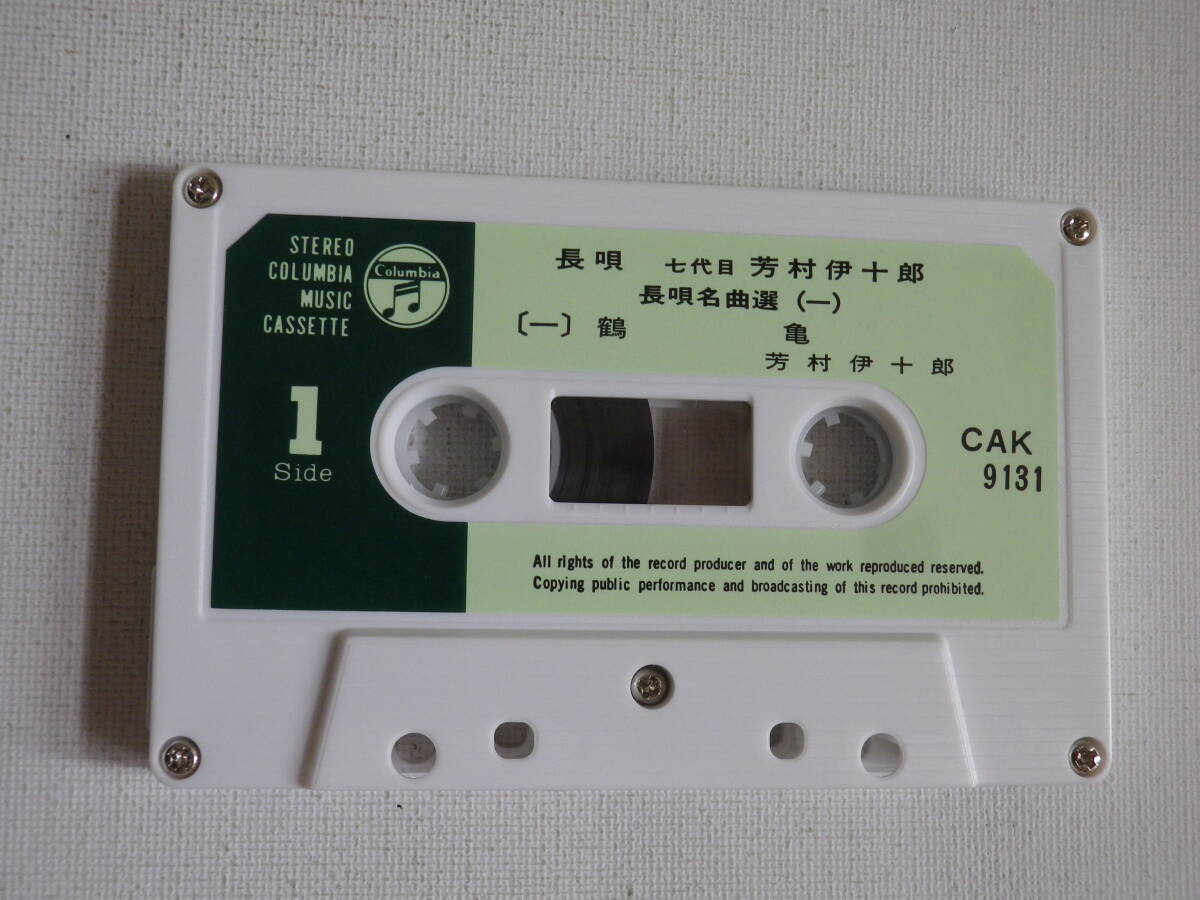 STEREO
COLUMBIA
MUSIC
CASSETTE
Columbia
1
Side
長唄 七代目 芳村伊十郎
長唄名曲選(一)
〔一〕鶴 亀
芳村伊十郎
CAK
9131
All rights of the record producer and of the work reproduced reserved.
Copying public performance and broadcasting of this record prohibited.